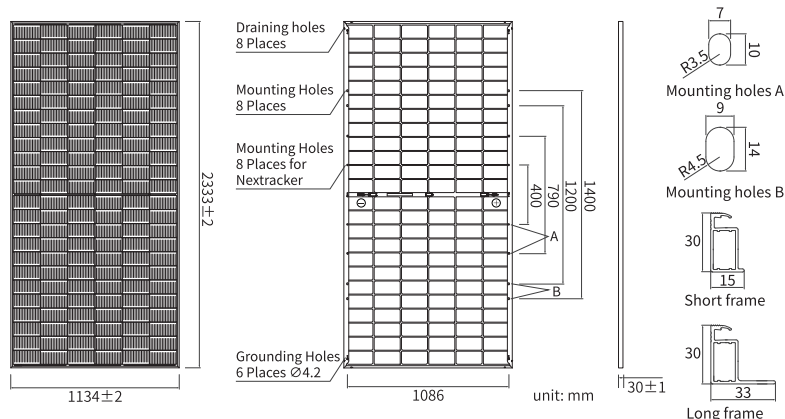 Draining holes
8 Places
Mounting Holes
8 Places
Mounting Holes
8 Places for
Nextracker
Grounding Holes
6 Places Ø4.2
2333±2
1134±2
400
790
1200
1400
A
B
1086
unit: mm
30±1
7
10
R3.5
Mounting holes A
9
14
R4.5
Mounting holes B
30
15
Short frame
30
33
Long frame